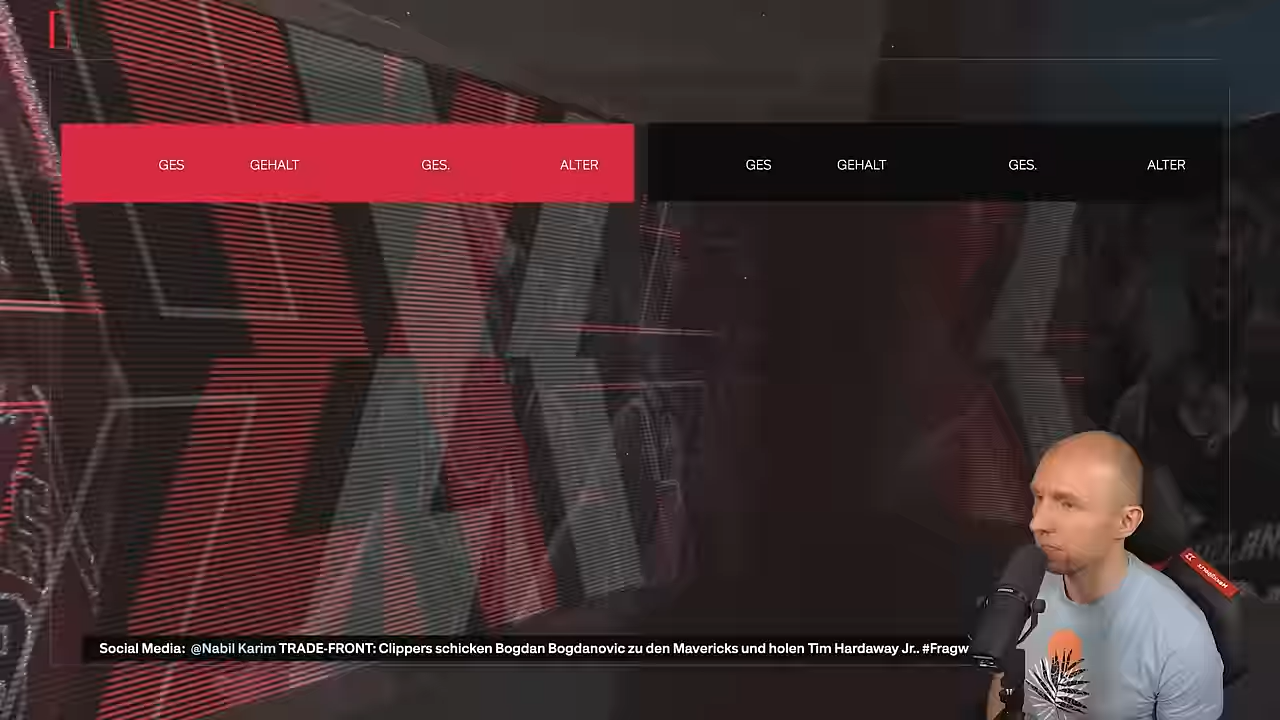 GES GEHALT GES. ALTER
GES GEHALT GES. ALTER
Social Media: @Nabil Karim TRADE-FRONT: Clippers schicken Bogdan Bogdanovic zu den Mavericks und holen Tim Hardaway Jr.. #Fragw